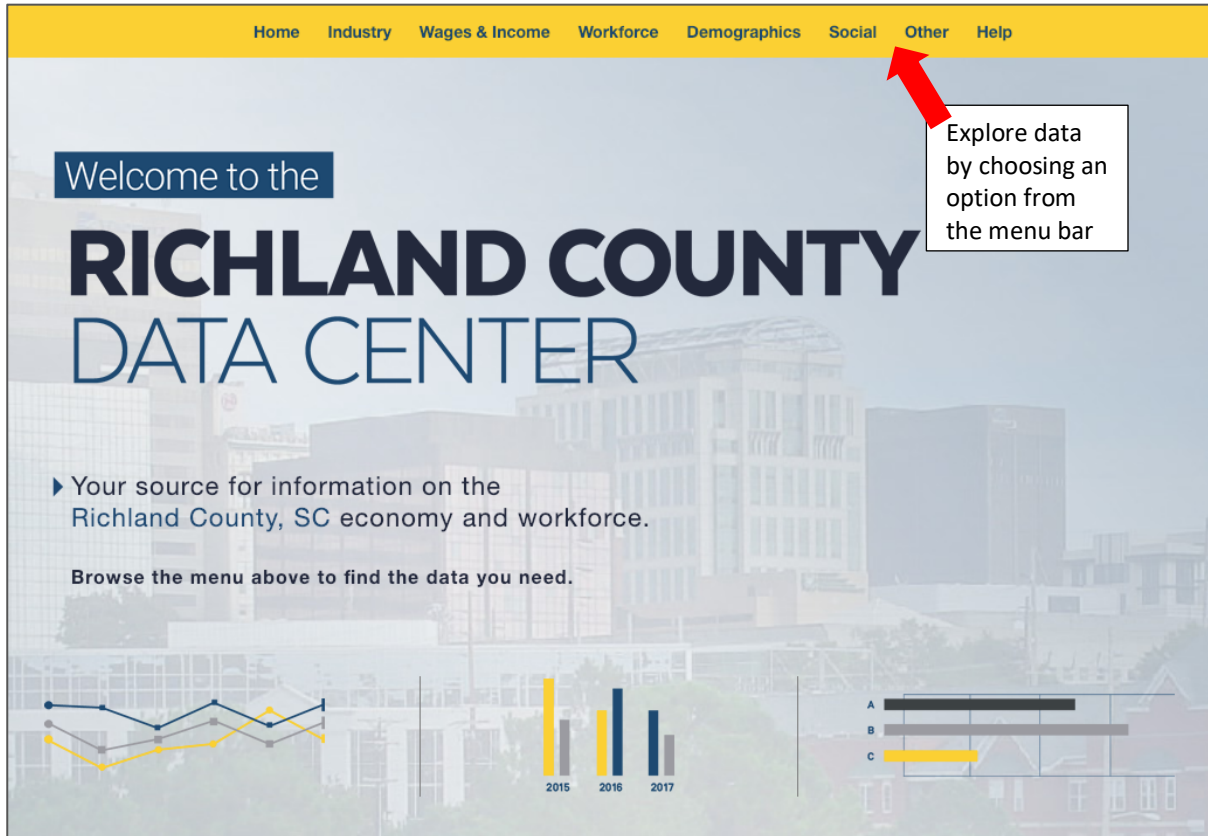 Home Industry Wages & Income Workforce Demographics Social Other Help
Explore data
by choosing an
option from
the menu bar
Welcome to the
RICHLAND COUNTY
DATA CENTER
Your source for information on the
Richland County, SC economy and workforce.
Browse the menu above to find the data you need.
2015 2016 2017
A
B
C